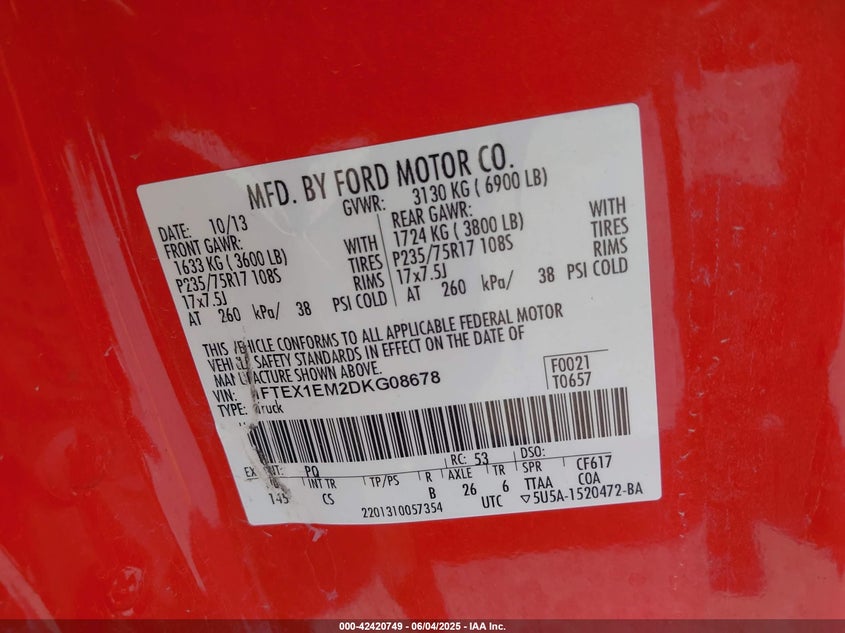 MFD. BY FORD MOTOR CO.
DATE: 10/13 GVWR: 3130 KG ( 6900 LB)
FRONT GAWR: REAR GAWR:
1633 KG ( 3600 LB) WITH 1724 KG ( 3800 LB) WITH
P235/75R17 108S TIRES P235/75R17 108S TIRES
17x7.5J RIMS 17x7.5J RIMS
AT 260 kPa/ 38 PSI COLD AT 260 kPa/ 38 PSI COLD
THIS VEHICLE CONFORMS TO ALL APPLICABLE FEDERAL MOTOR
VEHICLE SAFETY STANDARDS IN EFFECT ON THE DATE OF
MANUFACTURE SHOWN ABOVE.
VIN: FTEX1EM2DKG08678
TYPE: Truck
F0021
T0657
PQ RC: 53 DSO:
INT TR TP/PS R AXLE TR SPR CF617
145 CS B 26 6 TTAA COA
2201310057354 UTC ▽5U5A-1520472-BA
000-42420749 - 06/04/2025 - IAA Inc.